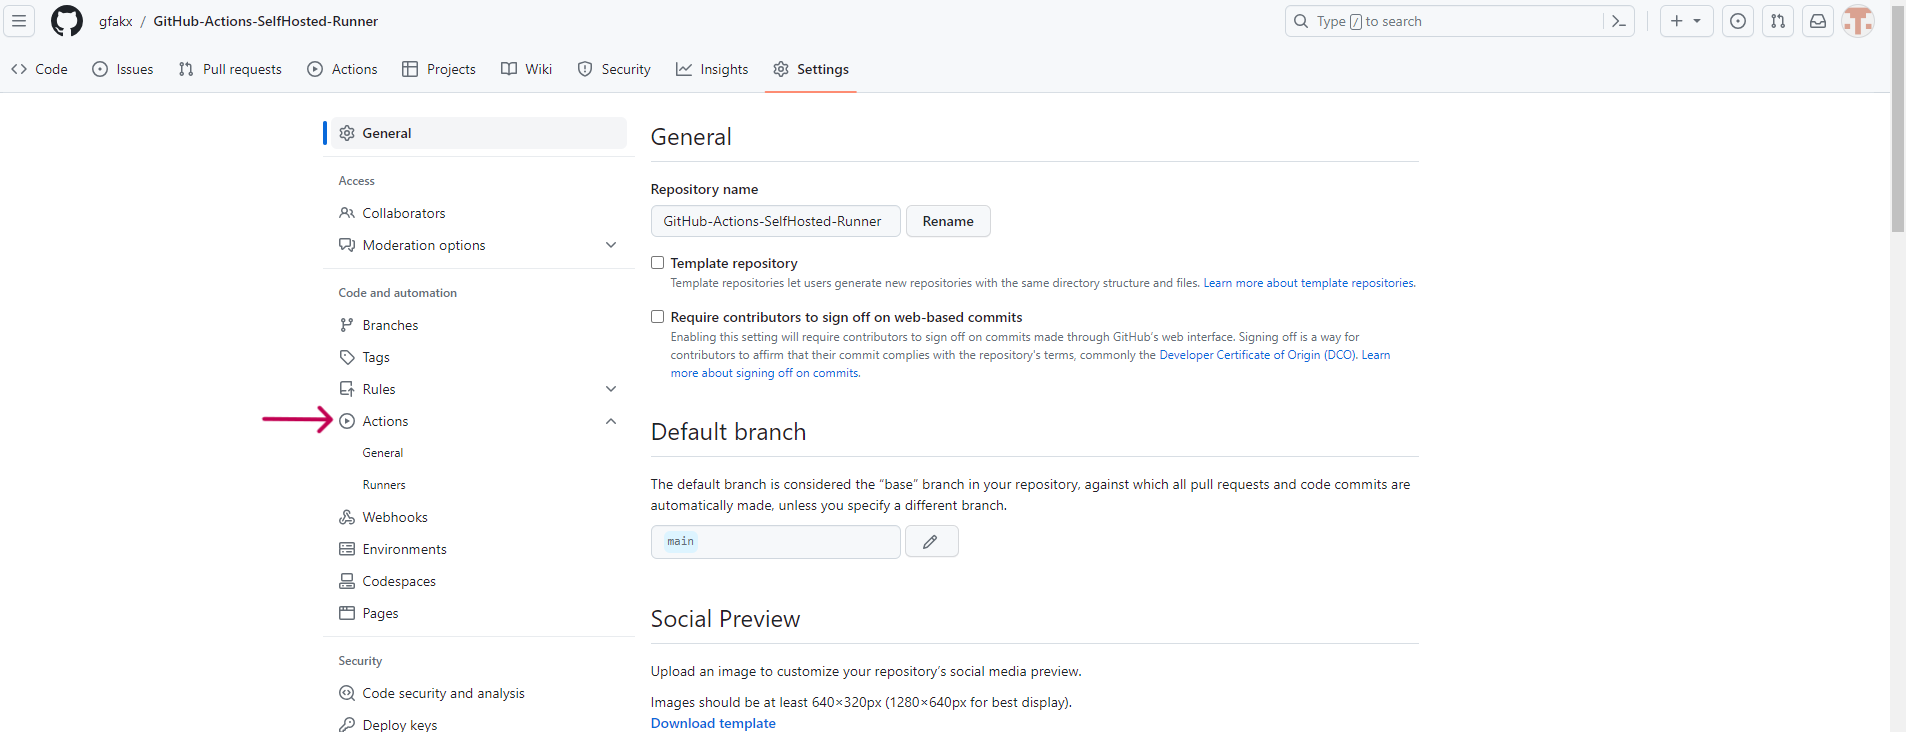 gfakx / GitHub-Actions-SelfHosted-Runner
Type / to search
Code Issues Pull requests Actions Projects Wiki Security Insights Settings
General
Access
Collaborators
Moderation options
Code and automation
Branches
Tags
Rules
Actions
General
Runners
Webhooks
Environments
Codespaces
Pages
Security
Code security and analysis
Deploy keys
General
Repository name
GitHub-Actions-SelfHosted-Runner Rename
Template repository
Template repositories let users generate new repositories with the same directory structure and files. Learn more about template repositories.
Require contributors to sign off on web-based commits
Enabling this setting will require contributors to sign off on commits made through GitHub's web interface. Signing off is a way for
contributors to affirm that their commit complies with the repository's terms, commonly the Developer Certificate of Origin (DCO). Learn
more about signing off on commits.
Default branch
The default branch is considered the “base” branch in your repository, against which all pull requests and code commits are
automatically made, unless you specify a different branch.
main
Social Preview
Upload an image to customize your repository’s social media preview.
Images should be at least 640×320px (1280×640px for best display).
Download template